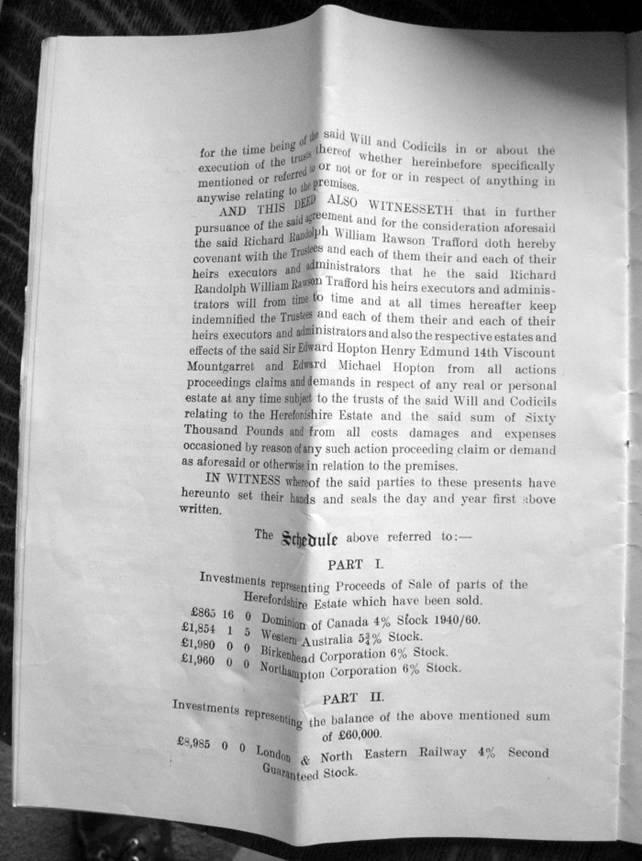 for the time being of the said Will and Codicils in or about the
execution of the trusts thereof whether hereinbefore specifically
mentioned or referred to or not or for or in respect of anything in
anywise relating to the premises.
AND THIS DEED ALSO WITNESSETH that in further
pursuance of the said agreement and for the consideration aforesaid
the said Richard Randolph William Rawson Trafford doth hereby
covenant with the Trustees and each of them their and each of their
heirs executors and administrators that he the said Richard
Randolph William Rawson Trafford his heirs executors and adminis-
trators will from time to time and at all times hereafter keep
indemnified the Trustees and each of them their and each of their
heirs executors and administrators and also the respective estates and
effects of the said Sir Edward Hopton Henry Edmund 14th Viscount
Mountgarret and Edward Michael Hopton from all actions
proceedings claims and demands in respect of any real or personal
estate at any time subject to the trusts of the said Will and Codicils
relating to the Herefordshire Estate and the said sum of Sixty
Thousand Pounds and from all costs damages and expenses
occasioned by reason of any such action proceeding claim or demand
as aforesaid or otherwise in relation to the premises.
IN WITNESS whereof the said parties to these presents have
hereunto set their hands and seals the day and year first above
written.
The Schedule above referred to:—
PART I.
Investments representing Proceeds of Sale of parts of the
Herefordshire Estate which have been sold.
£865 16 0 Dominion of Canada 4% Stock 1940/60.
£1,854 1 5 Western Australia 5¾% Stock.
£1,980 0 0 Birkenhead Corporation 6% Stock.
£1,960 0 0 Northampton Corporation 6% Stock.
PART II.
Investments representing the balance of the above mentioned sum
of £60,000.
£8,985 0 0 London & North Eastern Railway 4% Second
Guaranteed Stock.